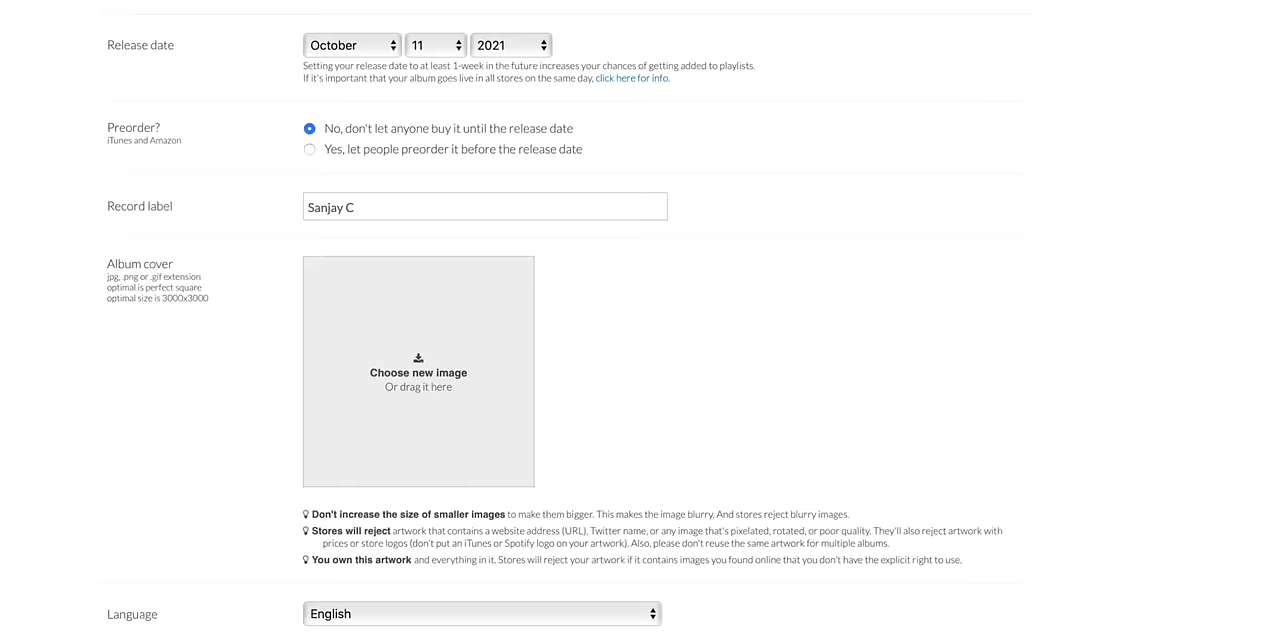 Release date
October 11 2021
Setting your release date to at least 1-week in the future increases your chances of getting added to playlists.
If it's important that your album goes live in all stores on the same day, click here for info.
Preorder?
iTunes and Amazon
No, don't let anyone buy it until the release date
Yes, let people preorder it before the release date
Record label
Sanjay C
Album cover
jpg, .png or .gif extension
optimal is perfect square
optimal size is 3000x3000
Choose new image
Or drag it here
Don't increase the size of smaller images to make them bigger. This makes the image blurry. And stores reject blurry images.
Stores will reject artwork that contains a website address (URL), Twitter name, or any image that's pixelated, rotated, or poor quality. They'll also reject artwork with
prices or store logos (don't put an iTunes or Spotify logo on your artwork). Also, please don't reuse the same artwork for multiple albums.
You own this artwork and everything in it. Stores will reject your artwork if it contains images you found online that you don't have the explicit right to use.
Language
English